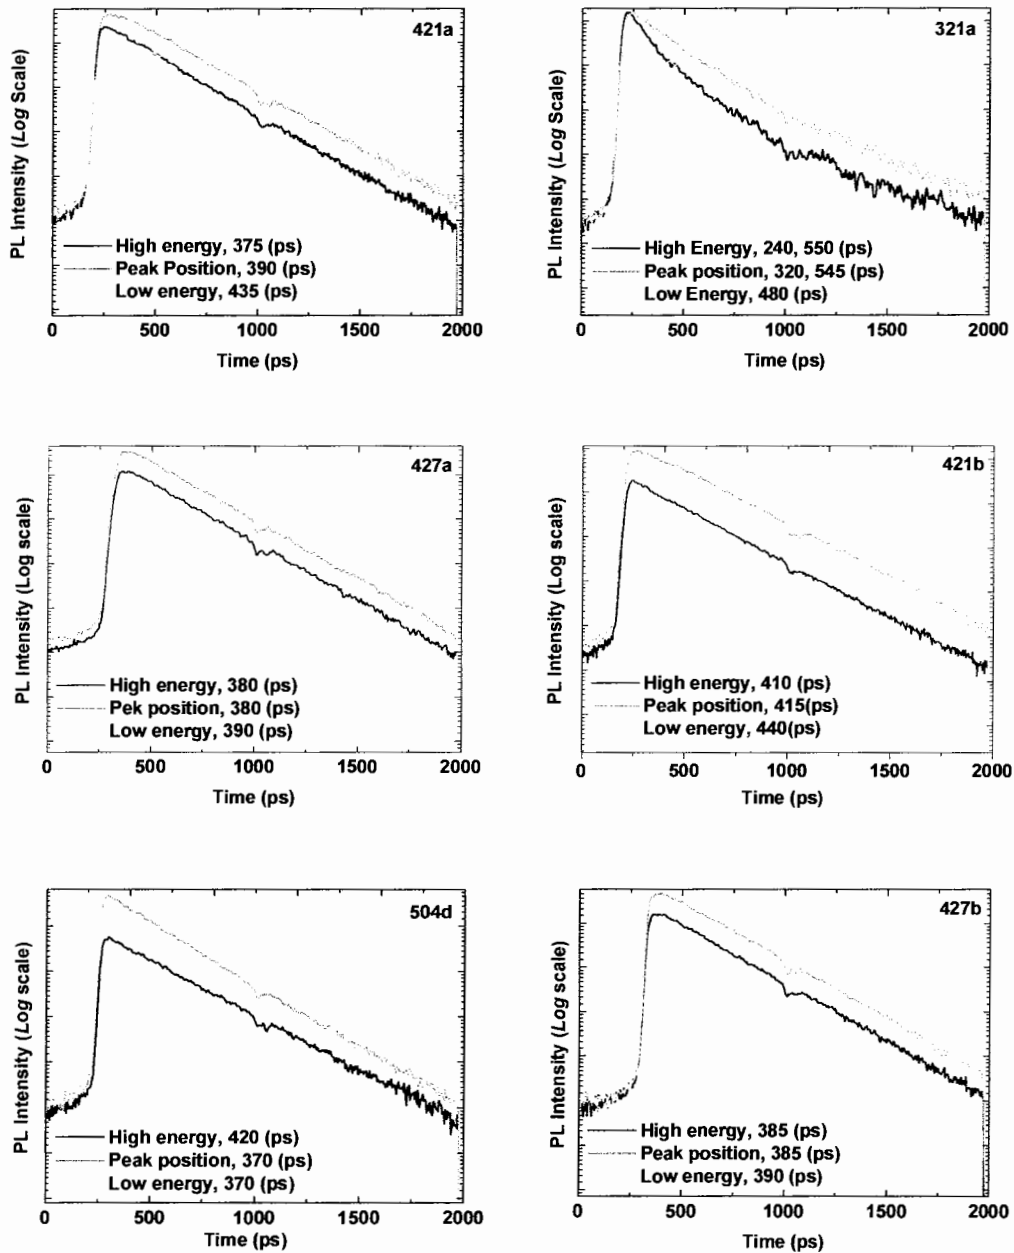 421a
PL Intensity (Log Scale)
High energy, 375 (ps)
Peak Position, 390 (ps)
Low energy, 435 (ps)
0 500 1000 1500 2000
Time (ps)
321a
PL Intensity (Log Scale)
High Energy, 240, 550 (ps)
Peak position, 320, 545 (ps)
Low Energy, 480 (ps)
0 500 1000 1500 2000
Time (ps)
427a
PL Intensity (Log scale)
High energy, 380 (ps)
Pek position, 380 (ps)
Low energy, 390 (ps)
0 500 1000 1500 2000
Time (ps)
421b
PL Intensity (Log scale)
High energy, 410 (ps)
Peak position, 415(ps)
Low energy, 440(ps)
0 500 1000 1500 2000
Time (ps)
504d
PL Intensity (Log scale)
High energy, 420 (ps)
Peak position, 370 (ps)
Low energy, 370 (ps)
0 500 1000 1500 2000
Time (ps)
427b
PL Intensity (Log scale)
High energy, 385 (ps)
Peak position, 385 (ps)
Low energy, 390 (ps)
0 500 1000 1500 2000
Time (ps)